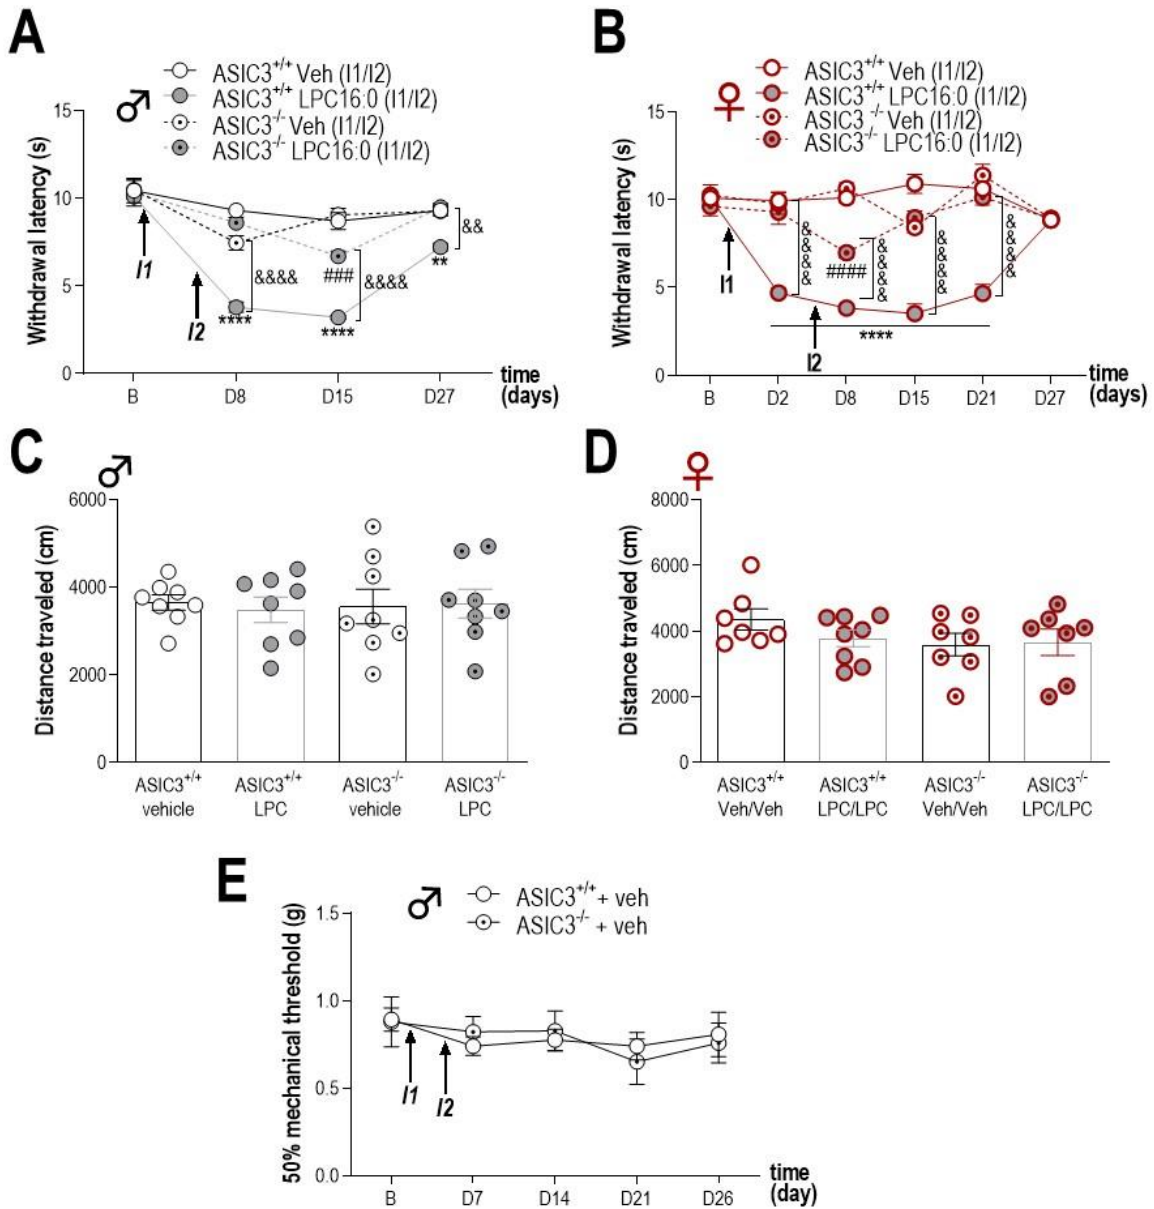 A
♂
ASIC3+/+ Veh (I1/I2)
ASIC3+/+ LPC16:0 (I1/I2)
ASIC3-/- Veh (I1/I2)
ASIC3-/- LPC16:0 (I1/I2)
Withdrawal latency (s)
15
10
5
0
I1
I2
&&&&
****
###
&&&&
****
&&
**
B D8 D15 D27
time
(days)
B
♀
ASIC3+/+ Veh (I1/I2)
ASIC3+/+ LPC16:0 (I1/I2)
ASIC3 -/- Veh (I1/I2)
ASIC3-/- LPC16:0 (I1/I2)
Withdrawal latency (s)
15
10
5
0
I1
I2
&&&&
####
&&&&
&&&&
&&&&
****
B D2 D8 D15 D21 D27
time
(days)
C
♂
Distance traveled (cm)
6000
4000
2000
0
ASIC3+/+ ASIC3+/+ ASIC3-/- ASIC3-/-
vehicle LPC vehicle LPC
D
♀
Distance traveled (cm)
8000
6000
4000
2000
0
ASIC3+/+ ASIC3+/+ ASIC3-/- ASIC3-/-
Veh/Veh LPC/LPC Veh/Veh LPC/LPC
E
♂
ASIC3+/+ + veh
ASIC3-/- + veh
50% mechanical threshold (g)
1.5
1.0
0.5
0.0
I1
I2
B D7 D14 D21 D26
time
(day)